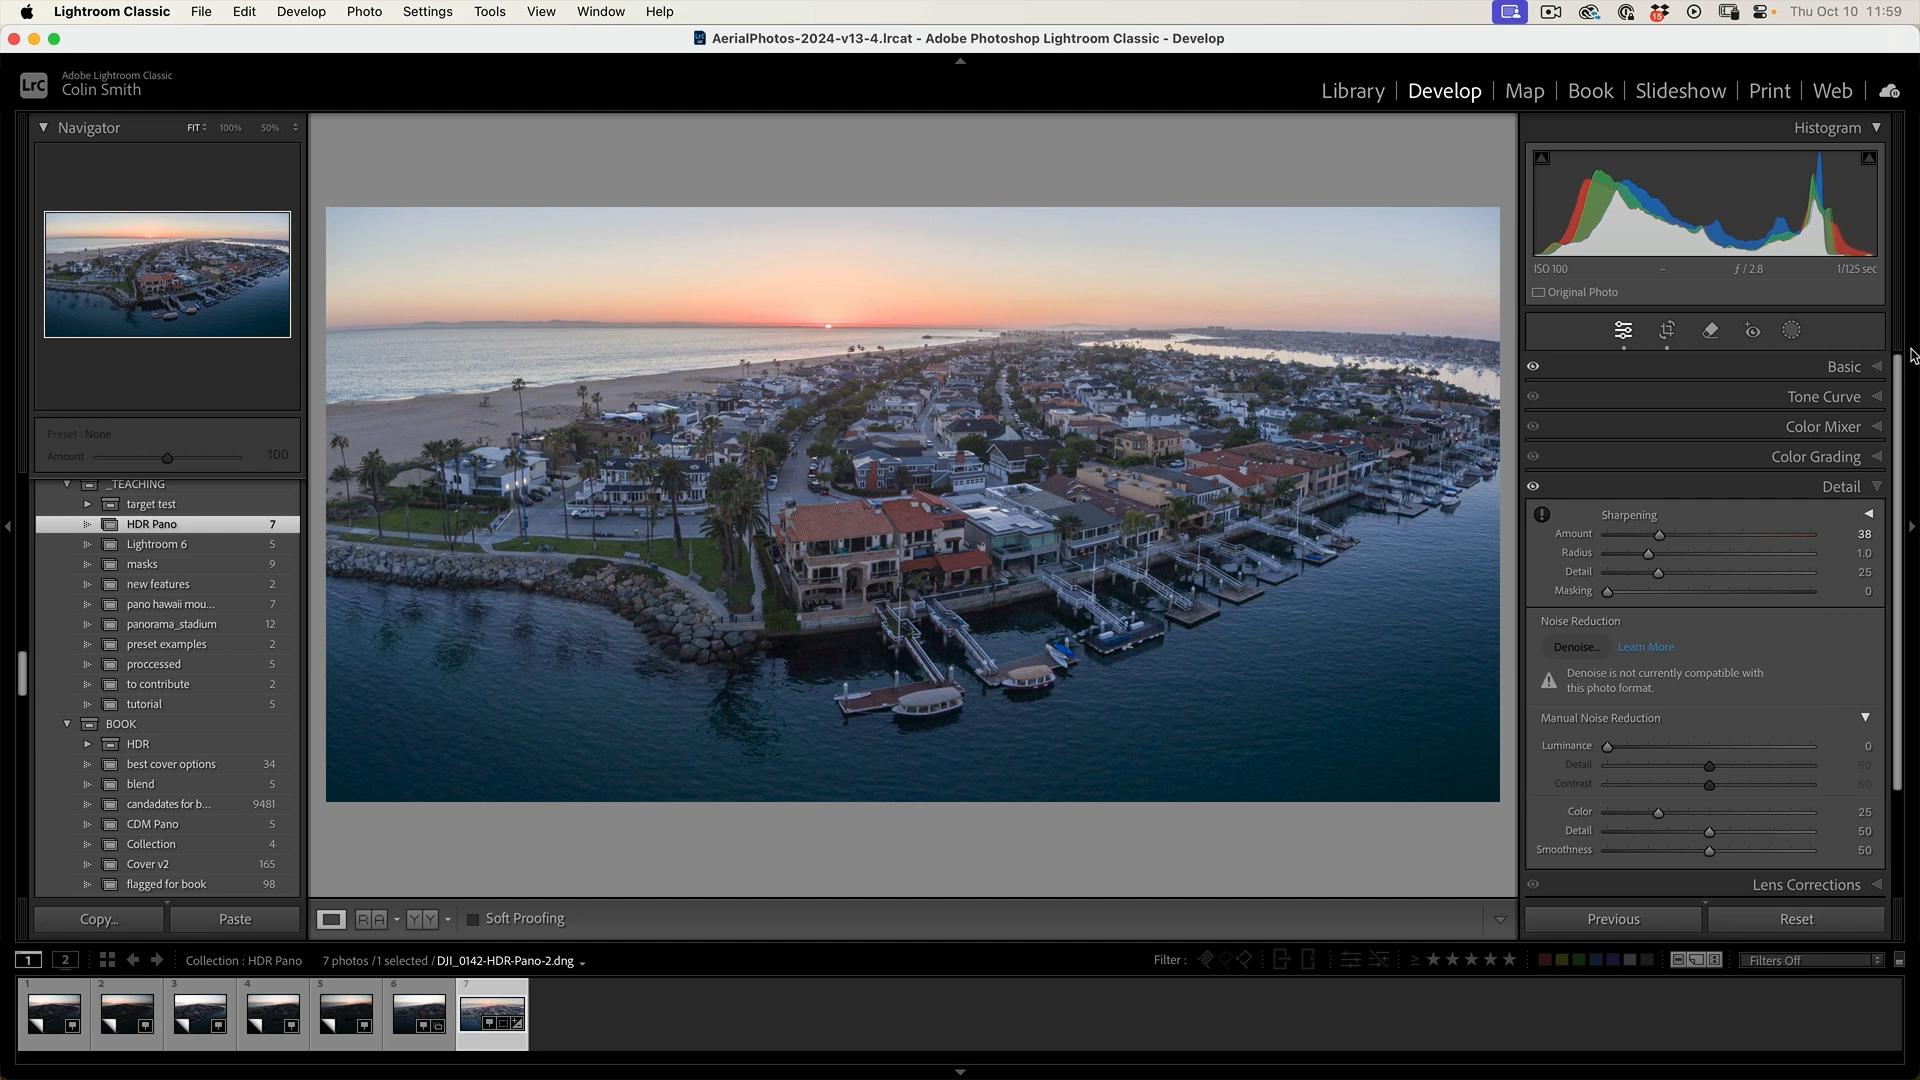 Lightroom Classic File Edit Develop Photo Settings Tools View Window Help 15 Thu Oct 10 11:59
LrC AerialPhotos-2024-v13-4.lrcat - Adobe Photoshop Lightroom Classic - Develop
LrC Adobe Lightroom Classic
Colin Smith
Library | Develop | Map | Book | Slideshow | Print | Web |
Navigator FIT 100% 50%
Preset : None
Amount 100
_TEACHING
target test
HDR Pano 7
Lightroom 6 5
masks 9
new features 2
pano hawaii mou... 7
panorama_stadium 12
preset examples 2
proccessed 5
to contribute 2
tutorial 5
BOOK
HDR
best cover options 34
blend 5
candadates for b... 9481
CDM Pano 5
Collection 4
Cover v2 165
flagged for book 98
Copy... Paste
R A Y Y Soft Proofing
Histogram
ISO 100 – ƒ / 2.8 1/125 sec
Original Photo
Basic
Tone Curve
Color Mixer
Color Grading
Detail
Sharpening
Amount 38
Radius 1.0
Detail 25
Masking 0
Noise Reduction
Denoise... Learn More
Denoise is not currently compatible with
this photo format.
Manual Noise Reduction
Luminance 0
Detail 50
Contrast 50
Color 25
Detail 50
Smoothness 50
Lens Corrections
Previous Reset
1 2 Collection : HDR Pano 7 photos /1 selected /DJI_0142-HDR-Pano-2.dng Filter : ≥ ★★★★★ Filters Off
1 2 3 4 5 6 7